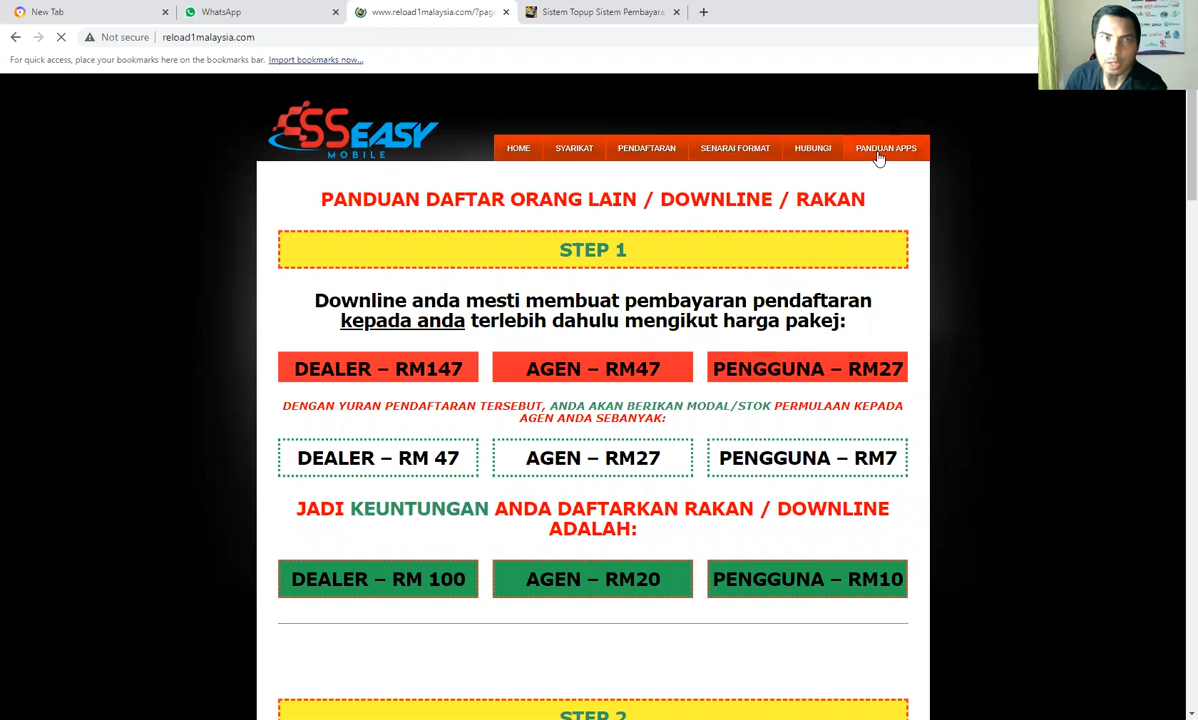 New Tab
WhatsApp
www.reload1malaysia.com/?pag
Sistem Topup Sistem Pembayara
Not secure
reload1malaysia.com
For quick access, place your bookmarks here on the bookmarks bar. Import bookmarks now...
SSEASY
MOBILE
HOME
SYARIKAT
PENDAFTARAN
SENARAI FORMAT
HUBUNGI
PANDUAN APPS
PANDUAN DAFTAR ORANG LAIN / DOWNLINE / RAKAN
STEP 1
Downline anda mesti membuat pembayaran pendaftaran
kepada anda terlebih dahulu mengikut harga pakej:
DEALER – RM147
AGEN – RM47
PENGGUNA – RM27
DENGAN YURAN PENDAFTARAN TERSEBUT, ANDA AKAN BERIKAN MODAL/STOK PERMULAAN KEPADA
AGEN ANDA SEBANYAK:
DEALER – RM 47
AGEN – RM27
PENGGUNA – RM7
JADI KEUNTUNGAN ANDA DAFTARKAN RAKAN / DOWNLINE
ADALAH:
DEALER – RM 100
AGEN – RM20
PENGGUNA – RM10
STEP 2